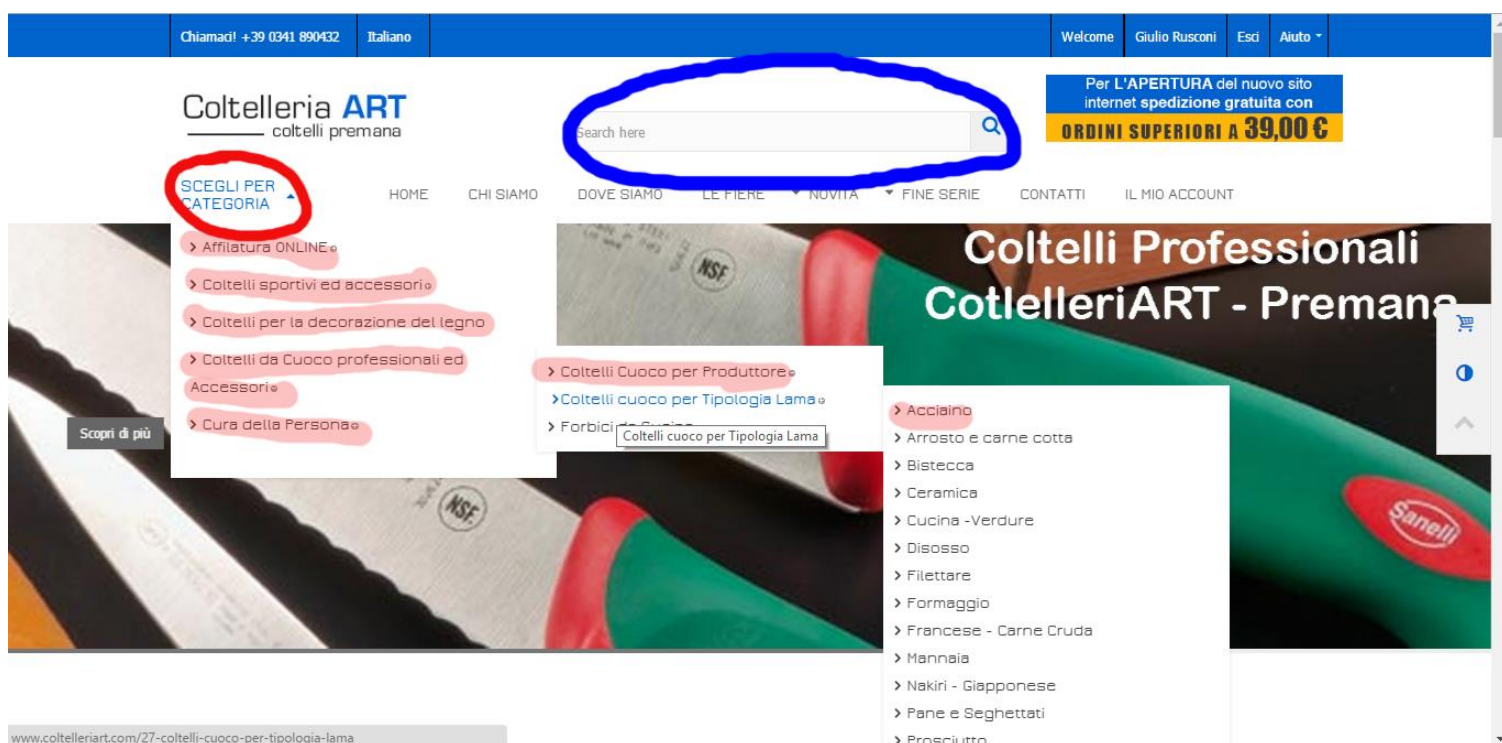 Chiamaci! +39 0341 890432 Italiano Welcome Giulio Rusconi Esci Aiuto
Per L'APERTURA del nuovo sito
internet spedizione gratuita con
ORDINI SUPERIORI A 39,00 €
Coltelleria ART
coltelli premana
Search here
SCEGLI PER
CATEGORIA
HOME CHI SIAMO DOVE SIAMO LE FIERE NOVITA FINE SERIE CONTATTI IL MIO ACCOUNT
Coltelli Professionali
CotlelleriART - Premana
NSF
NSF
Sanelli
Affilatura ONLINE
Coltelli sportivi ed accessori
Coltelli per la decorazione del legno
Coltelli da Cuoco professionali ed
Accessori
Cura della Persona
Scopri di più
Coltelli Cuoco per Produttore
Coltelli cuoco per Tipologia Lama
Forbici da Cucina
Coltelli cuoco per Tipologia Lama
Acciaino
Arrosto e carne cotta
Bistecca
Ceramica
Cucina -Verdure
Disosso
Filettare
Formaggio
Francese - Carne Cruda
Mannaia
Nakiri - Giapponese
Pane e Seghettati
Prosciutto
www.coltelleriart.com/27-coltelli-cuoco-per-tipologia-lama